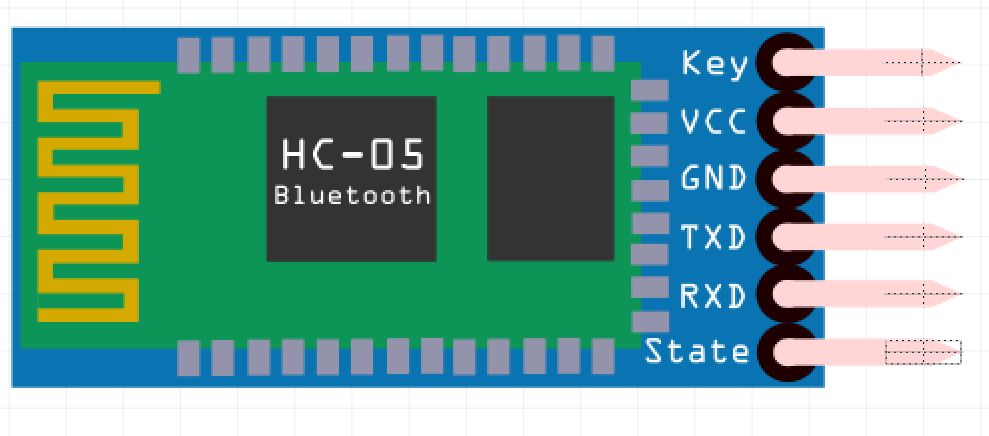 Key
VCC
HC-05
Bluetooth
GND
TXD
RXD
State